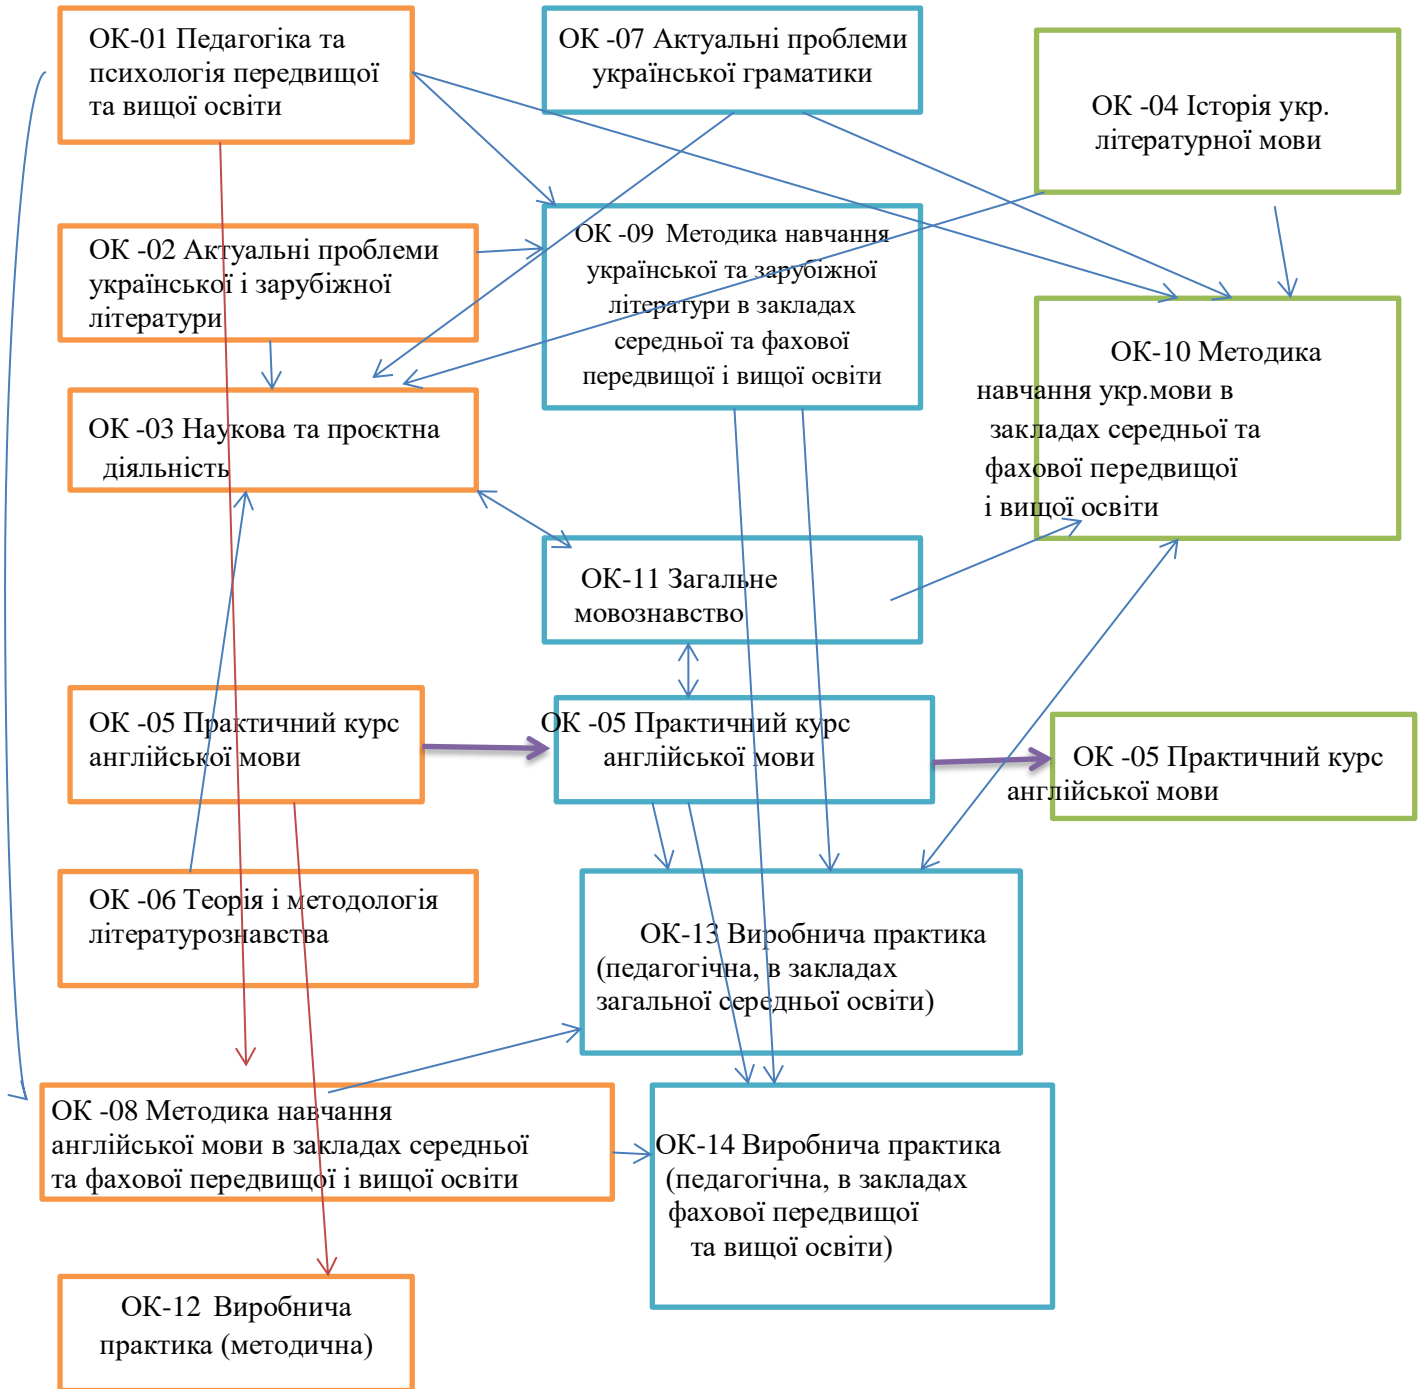 ОК-01 Педагогіка та
психологія передвищої
та вищої освіти
ОК -07 Актуальні проблеми
української граматики
ОК -04 Історія укр.
літературної мови
ОК -02 Актуальні проблеми
української і зарубіжної
літератури
ОК -09 Методика навчання
української та зарубіжної
літератури в закладах
середньої та фахової
передвищої і вищої освіти
ОК-10 Методика
навчання укр.мови в
закладах середньої та
фахової передвищої
і вищої освіти
ОК -03 Наукова та проєктна
діяльність
ОК-11 Загальне
мовознавство
ОК -05 Практичний курс
англійської мови
ОК -05 Практичний курс
англійської мови
ОК -05 Практичний курс
англійської мови
ОК -06 Теорія і методологія
літературознавства
ОК-13 Виробнича практика
(педагогічна, в закладах
загальної середньої освіти)
ОК -08 Методика навчання
англійської мови в закладах середньої
та фахової передвищої і вищої освіти
ОК-14 Виробнича практика
(педагогічна, в закладах
фахової передвищої
та вищої освіти)
ОК-12 Виробнича
практика (методична)